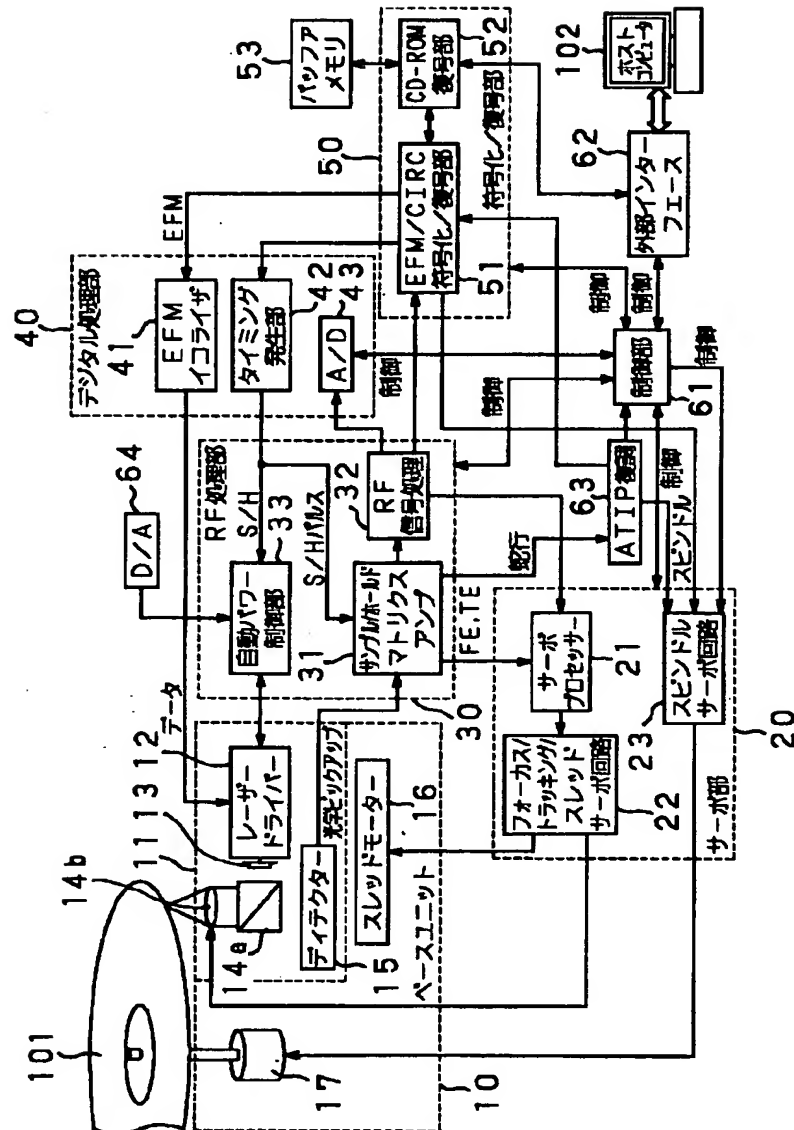 53
バッファ
メモリ
50
CD-ROM
復号部
52
EFM/CIRC
符号化/復号部
51
符号化/復号部
102
ホスト
コンピュータ
62
外部インター
フェース
EFM
40
デジタル処理部
41
EFM
イコライザ
タイミング
発生部
42
A/D
43
制御
制御
制御
制御
制御
制御
制御部
61
64
D/A
RF処理部
S/H
33
自動パワー
制御部
S/Hパルス
32
RF
信号処理
31
サンプル/ホールド
マトリクス
アンプ
30
蛇行
63
ATIP復調
スピンドル
FE,TE
データ
12
レーザー
ドライバー
13
11
14b
14a
光学ピックアップ
ディテクター
15
スレッドモーター
16
ベースユニット
サーボ
プロセッサー
21
フォーカス/
トラッキング/
スレッド
サーボ回路
22
スピンドル
サーボ回路
23
20
サーボ部
101
17
10